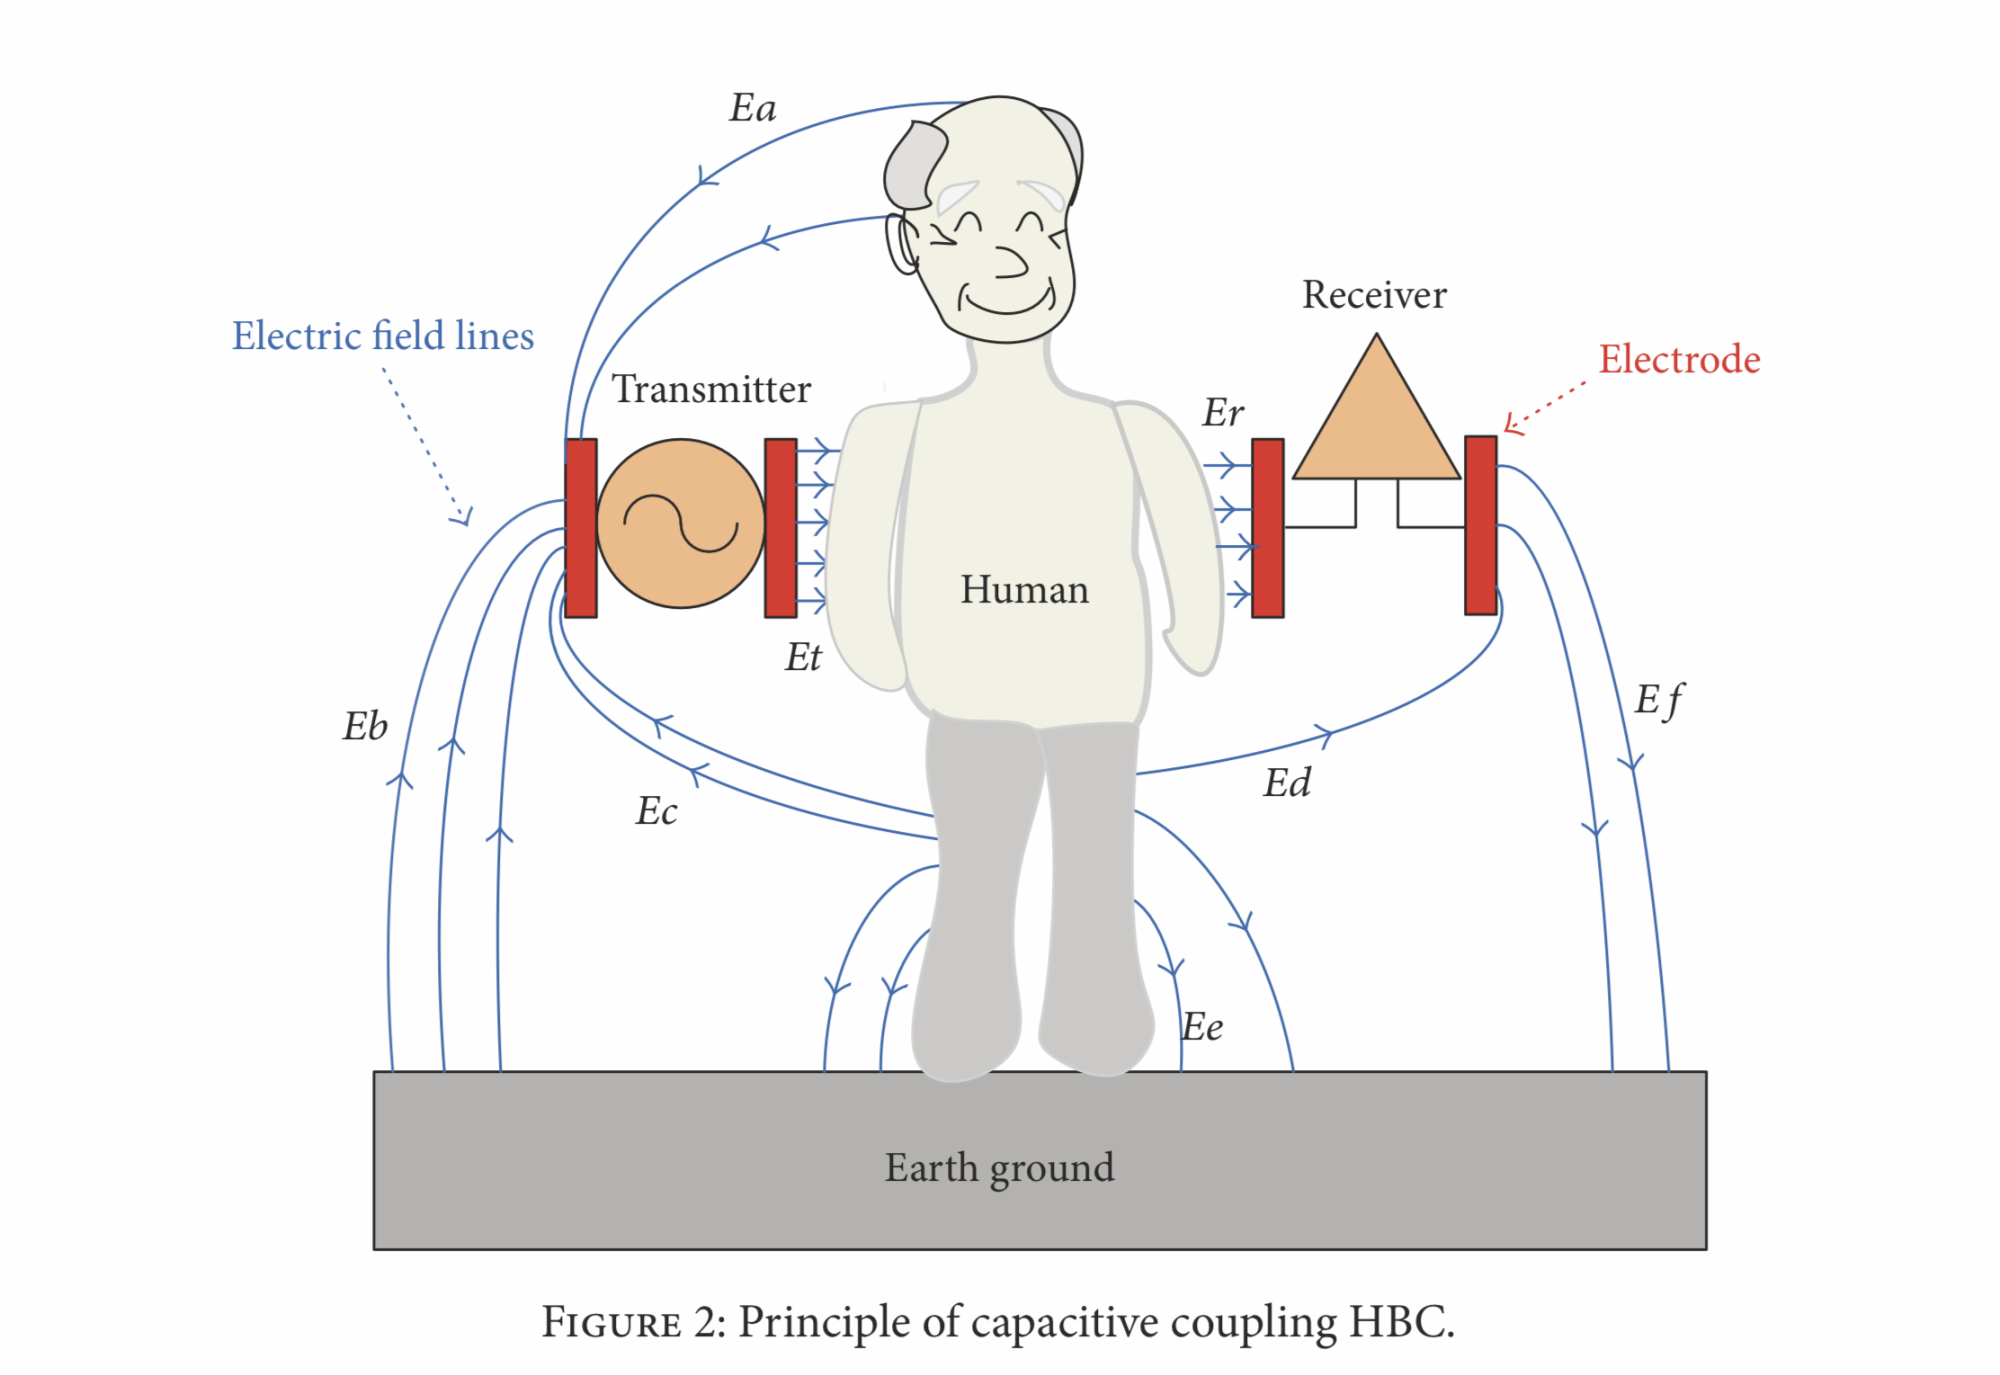 Ea
Receiver
Electric field lines
Electrode
Transmitter
Er
Human
Et
Eb
Ef
Ed
Ec
Ee
Earth ground
FIGURE 2: Principle of capacitive coupling HBC.